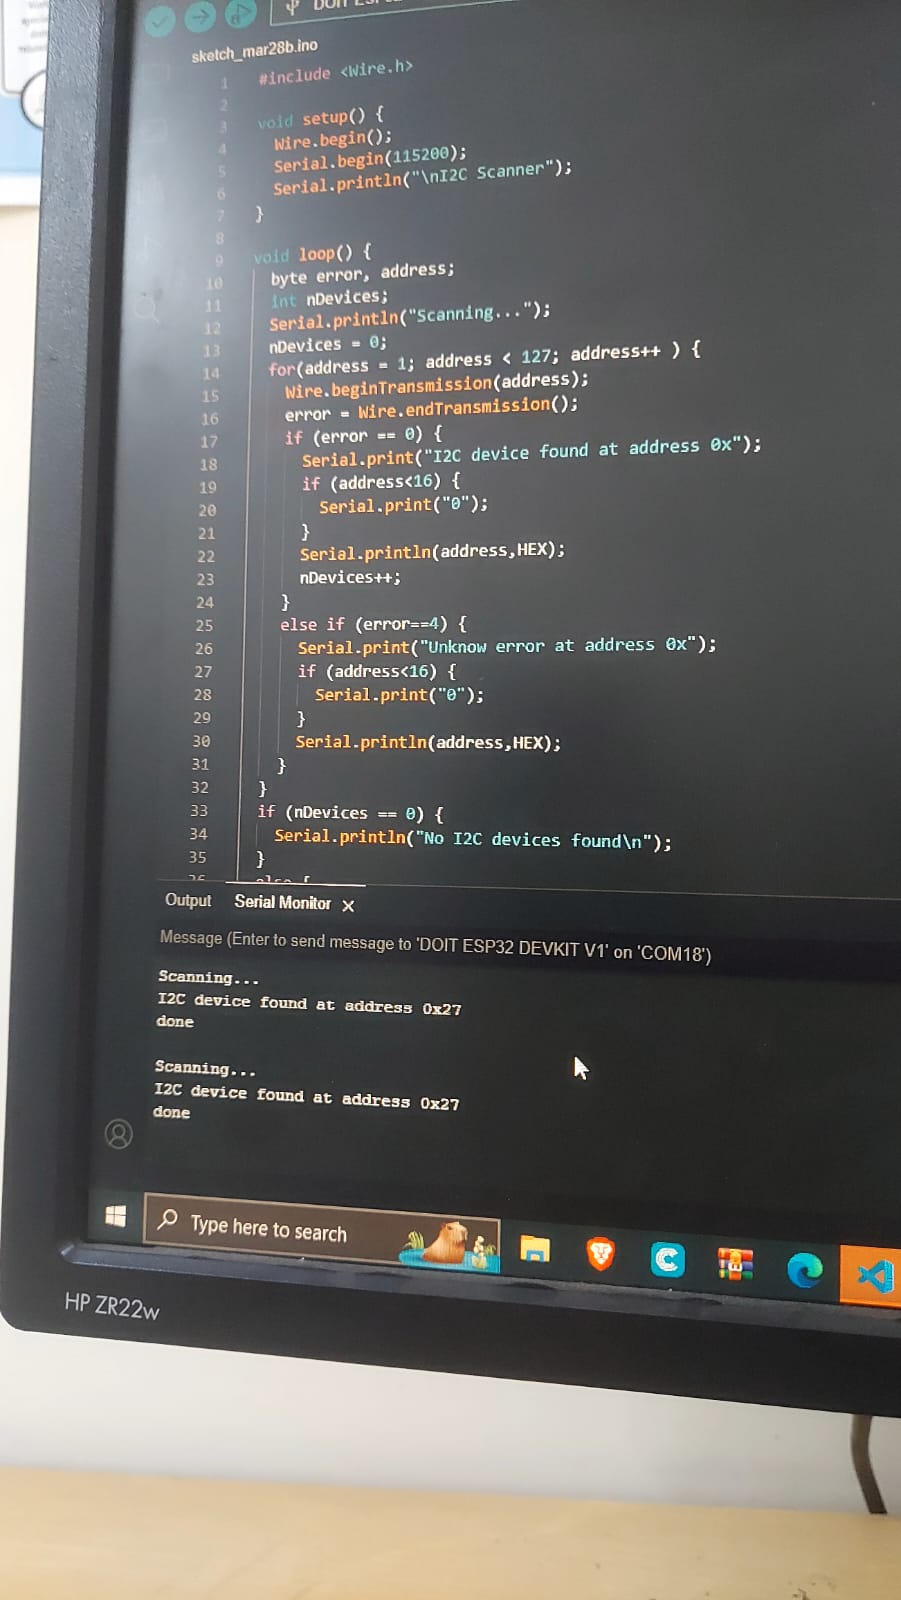 sketch_mar28b.ino
1 #include <Wire.h>
2
3 void setup() {
4 Wire.begin();
5 Serial.begin(115200);
6 Serial.println("\nI2C Scanner");
7 }
8
9 void loop() {
10 byte error, address;
11 int nDevices;
12 Serial.println("Scanning...");
13 nDevices = 0;
14 for(address = 1; address < 127; address++ ) {
15 Wire.beginTransmission(address);
16 error = Wire.endTransmission();
17 if (error == 0) {
18 Serial.print("I2C device found at address 0x");
19 if (address<16) {
20 Serial.print("0");
21 }
22 Serial.println(address,HEX);
23 nDevices++;
24 }
25 else if (error==4) {
26 Serial.print("Unknow error at address 0x");
27 if (address<16) {
28 Serial.print("0");
29 }
30 Serial.println(address,HEX);
31 }
32 }
33 if (nDevices == 0) {
34 Serial.println("No I2C devices found\n");
35 }
Output Serial Monitor X
Message (Enter to send message to 'DOIT ESP32 DEVKIT V1' on 'COM18')
Scanning...
I2C device found at address 0x27
done
Scanning...
I2C device found at address 0x27
done
Type here to search
HP ZR22w